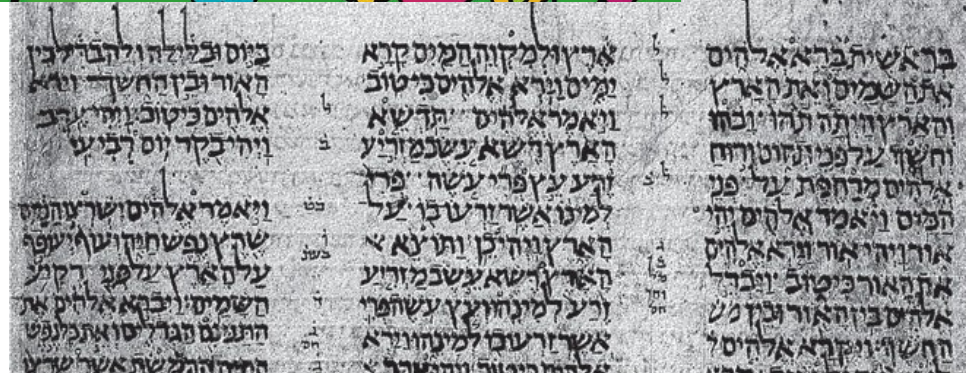 בראשית ברא אלהים
את השמים ואת הארץ
והארץ היתה תהו ובהו
וחשך על פני תהום ורוח
אלהים מרחפת על פני
המים ויאמר אלהים יהי
אור ויהי אור וירא אלהים
את האור כי טוב ויבדל
אלהים בין האור ובין
החשך ויקרא אלהים ל
ארץ ולמקוה המים קרא
ימים וירא אלהים כי טוב
ויאמר אלהים תדשא
הארץ דשא עשב מזריע
זרע עץ פרי עשה פרי
למינו אשר זרעו בו על
הארץ ויהי כן ותוצא
הארץ דשא עשב מזריע
זרע למינהו ועץ עשה פרי
אשר זרעו בו למינהו וירא
ביום ובלילה ולהבדיל בין
האור ובין החשך וירא
אלהים כי טוב ויהי ערב
ויהי בקר יום רביעי
ויאמר אלהים ישרצו המים
שרץ נפש חיה ועוף יעופף
על הארץ על פני רקיע
השמים ויברא אלהים את
התנינם הגדלים ואת כל נפש